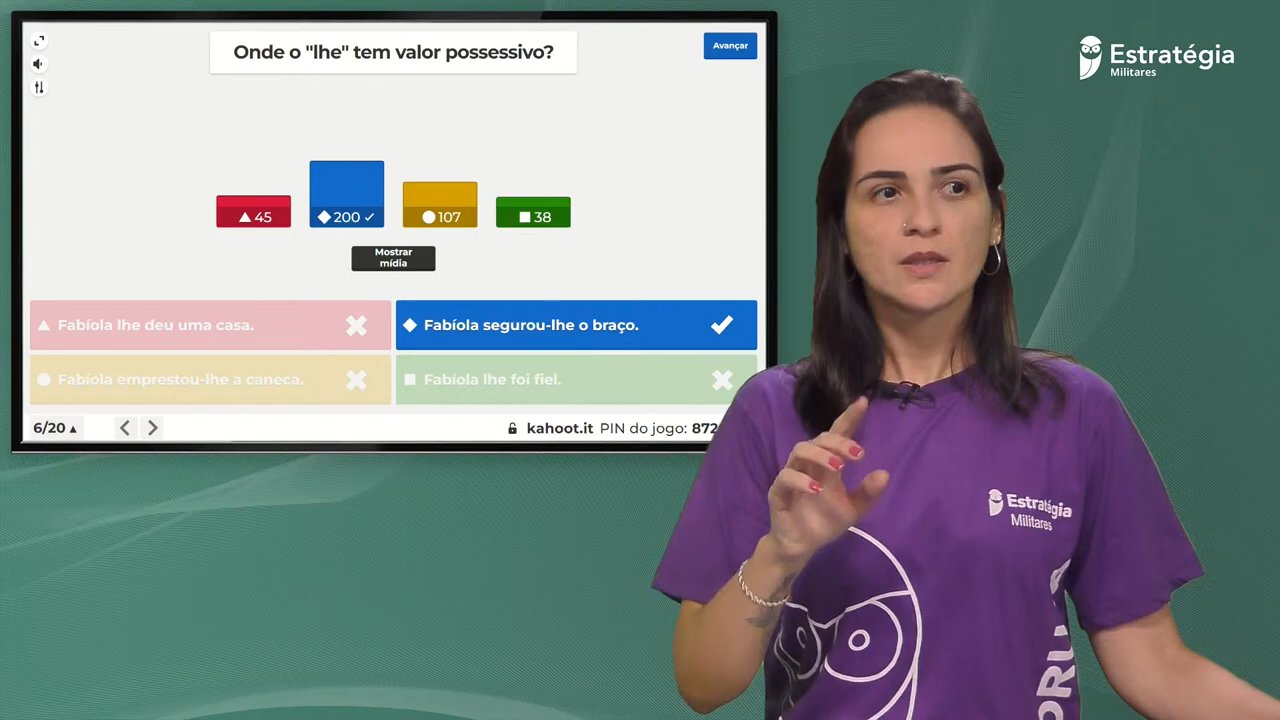 Onde o "lhe" tem valor possessivo?
Avançar
Estratégia
Militares
45
200
107
38
Mostrar
mídia
Fabíola lhe deu uma casa.
Fabíola segurou-lhe o braço.
Fabíola emprestou-lhe a caneca.
Fabíola lhe foi fiel.
6/20
kahoot.it PIN do jogo: 872
Estratégia
Militares